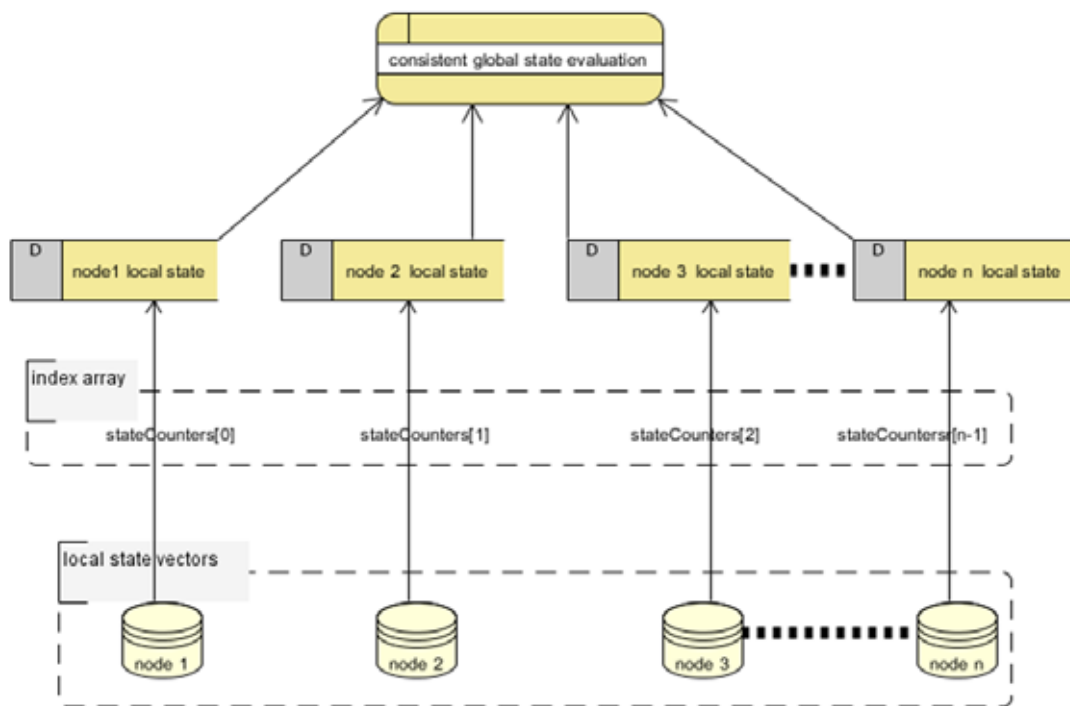 consistent global state evaluation
D
node1 local state
D
node 2 local state
D
node 3 local state
D
node n local state
index array
stateCounters[0]
stateCounters[1]
stateCounters[2]
stateCountersr[n-1]
local state vectors
node 1
node 2
node 3
node n